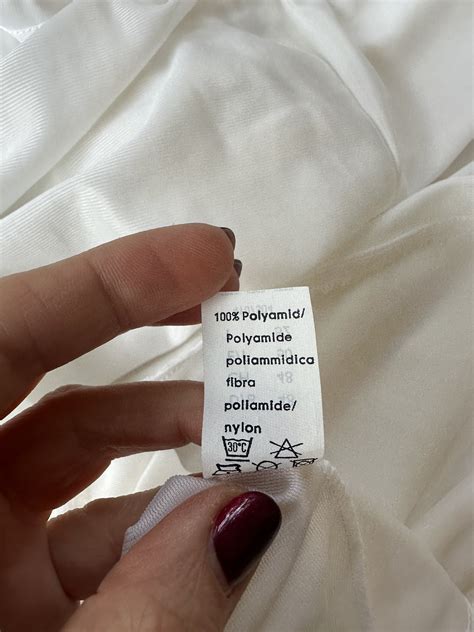 100% Polyamid/
Polyamide
poliammidica
fibra
poliamide/
nylon
30°C